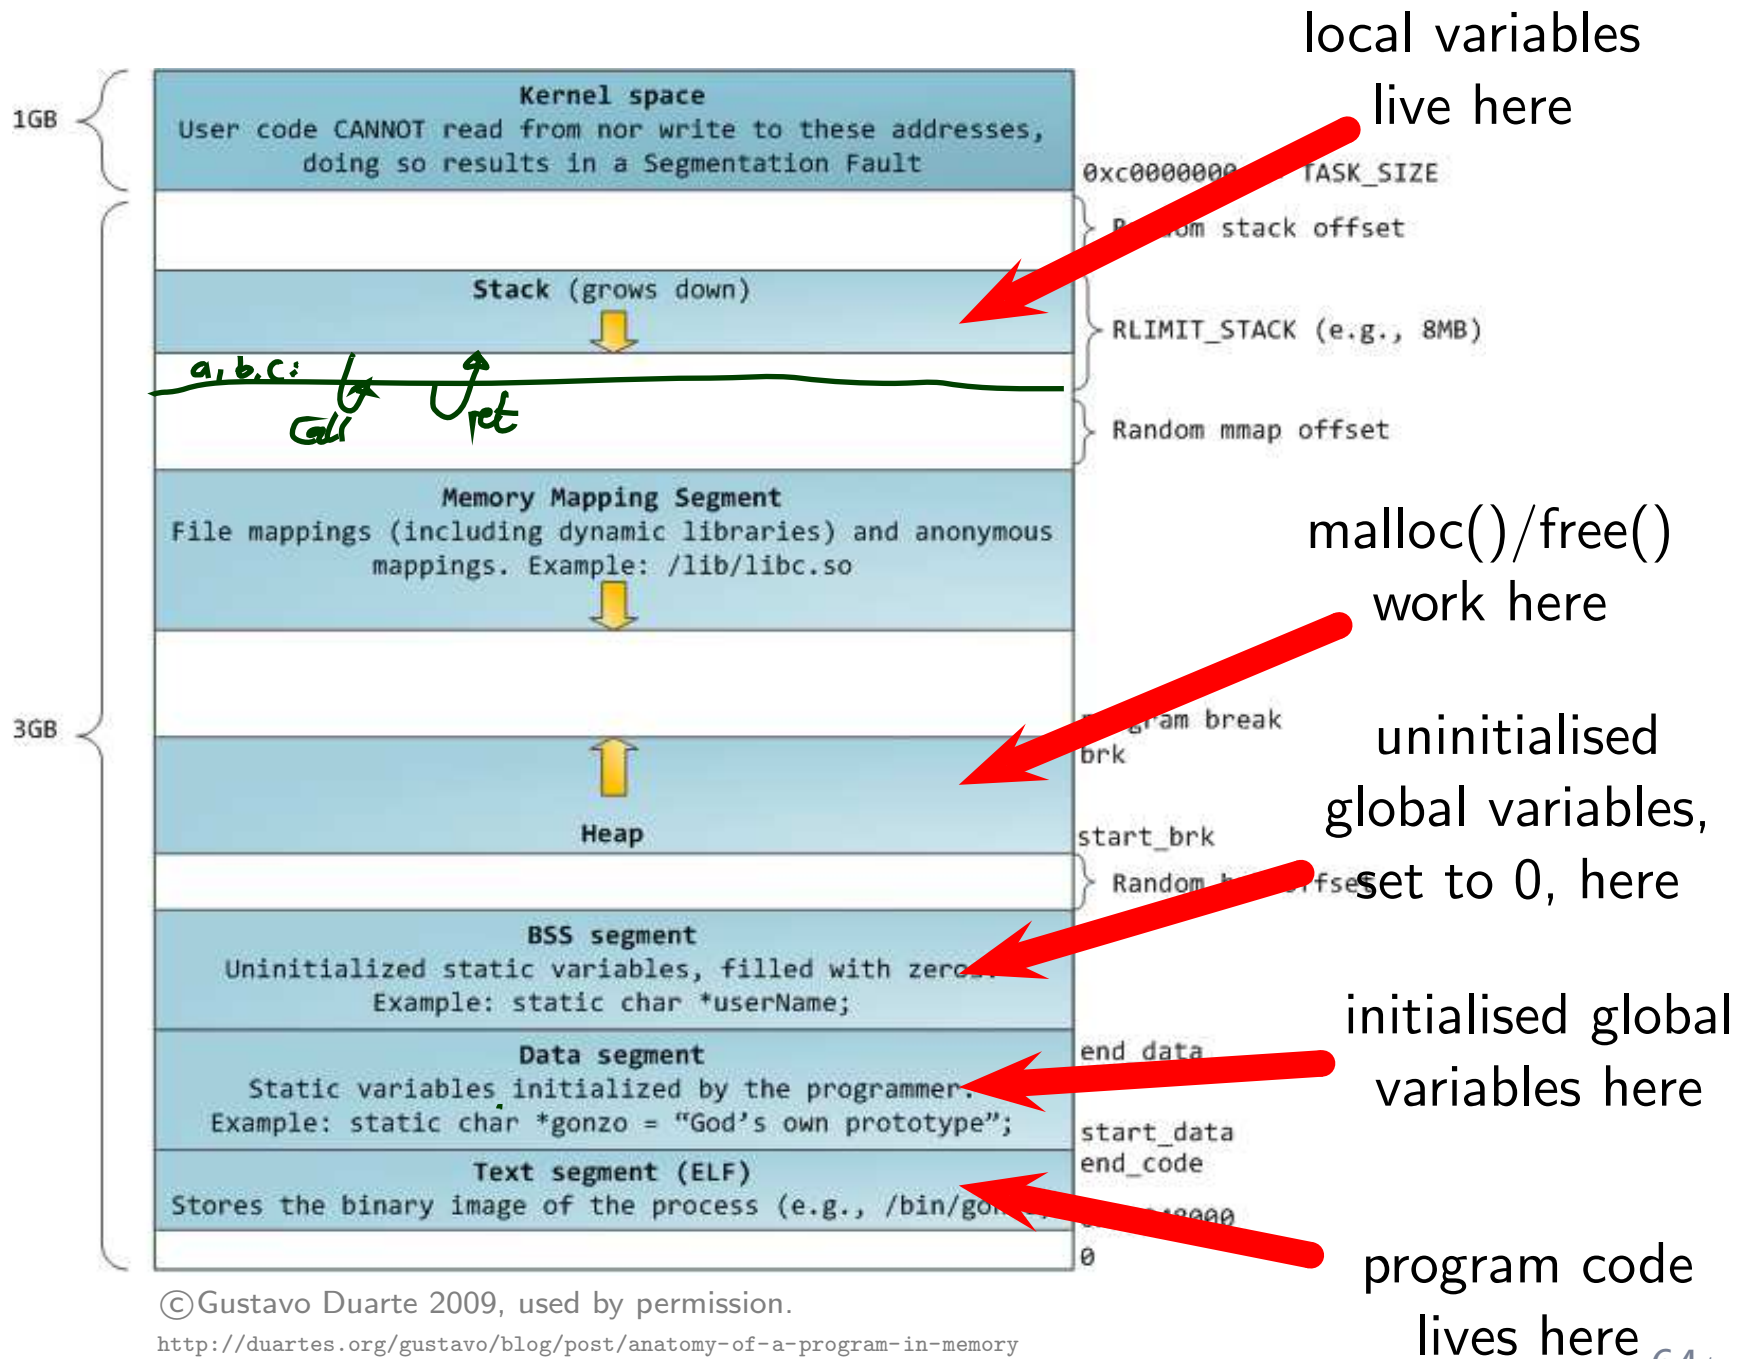 local variables
live here
1GB
Kernel space
User code CANNOT read from nor write to these addresses,
doing so results in a Segmentation Fault
0xc0000000 TASK_SIZE
stack offset
Stack (grows down)
RLIMIT_STACK (e.g., 8MB)
a, b, c:
Call
ret
Random mmap offset
Memory Mapping Segment
File mappings (including dynamic libraries) and anonymous
mappings. Example: /lib/libc.so
malloc()/free()
work here
3GB
break
brk
Heap
start_brk
Random
uninitialised
global variables,
set to 0, here
BSS segment
Uninitialized static variables, filled with
Example: static char *userName;
initialised global
variables here
Data segment
Static variables initialized by the programmer.
Example: static char *gonzo = “God’s own prototype”;
end_data
start_data
end_code
Text segment (ELF)
Stores the binary image of the process (e.g.,
0
program code
lives here
©Gustavo Duarte 2009, used by permission.
http://duartes.org/gustavo/blog/post/anatomy-of-a-program-in-memory